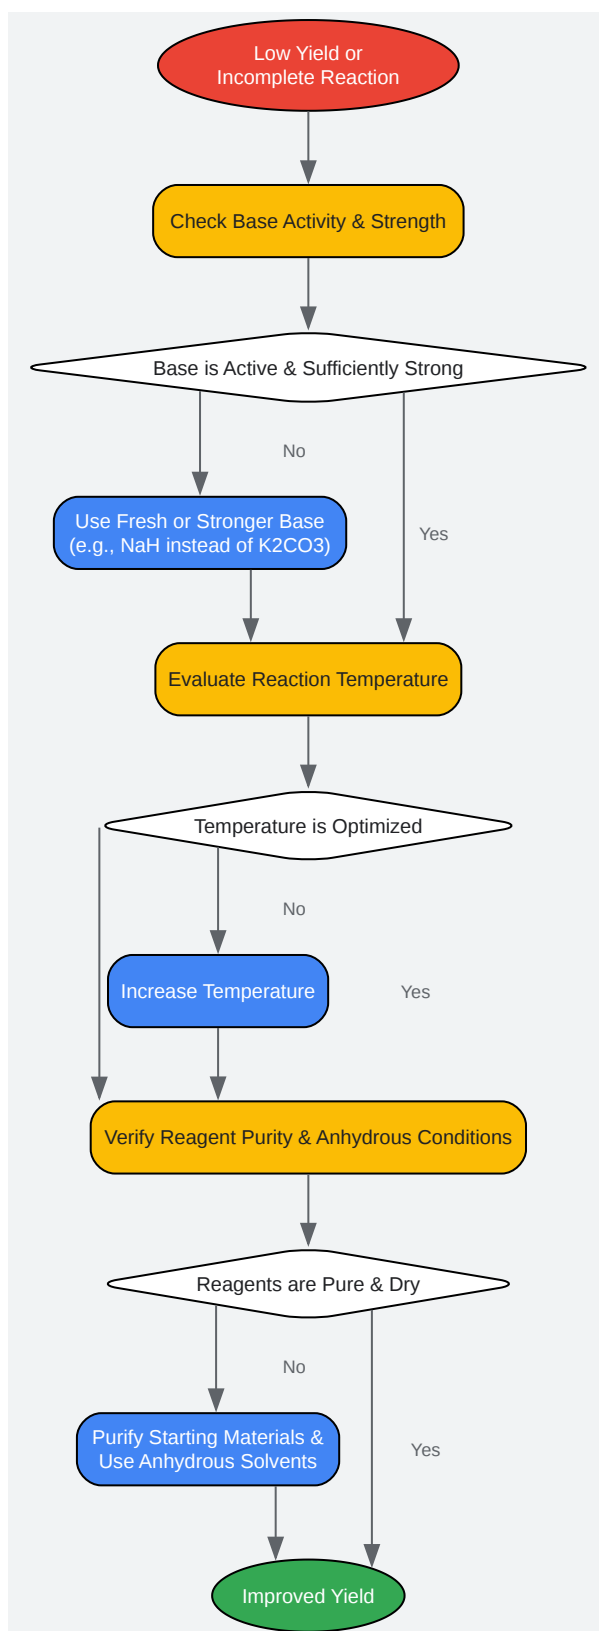 Low Yield or
Incomplete Reaction
Check Base Activity & Strength
Base is Active & Sufficiently Strong
No
Use Fresh or Stronger Base
(e.g., NaH instead of K2CO3)
Yes
Evaluate Reaction Temperature
Temperature is Optimized
No
Increase Temperature
Yes
Verify Reagent Purity & Anhydrous Conditions
Reagents are Pure & Dry
No
Purify Starting Materials &
Use Anhydrous Solvents
Yes
Improved Yield